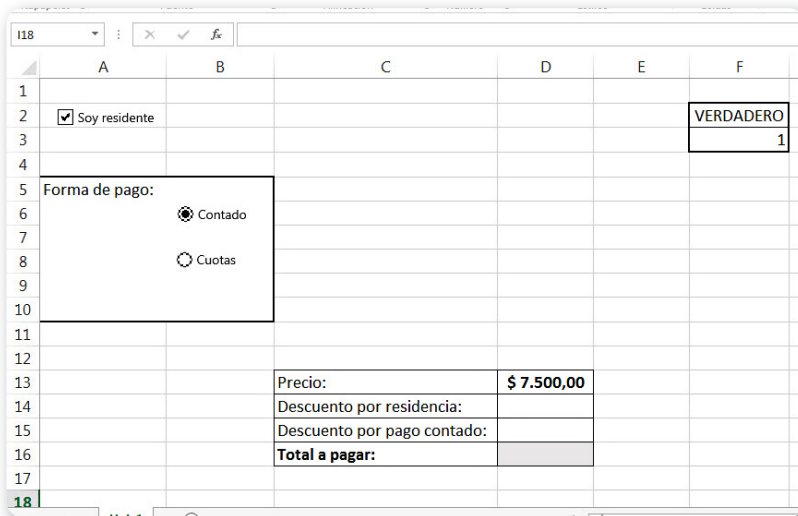 I18
fx
A B C D E F
1
2 Soy residente VERDADERO
3 1
4
5 Forma de pago:
6 Contado
7
8 Cuotas
9
10
11
12
13 Precio: $ 7.500,00
14 Descuento por residencia:
15 Descuento por pago contado:
16 Total a pagar:
17
18